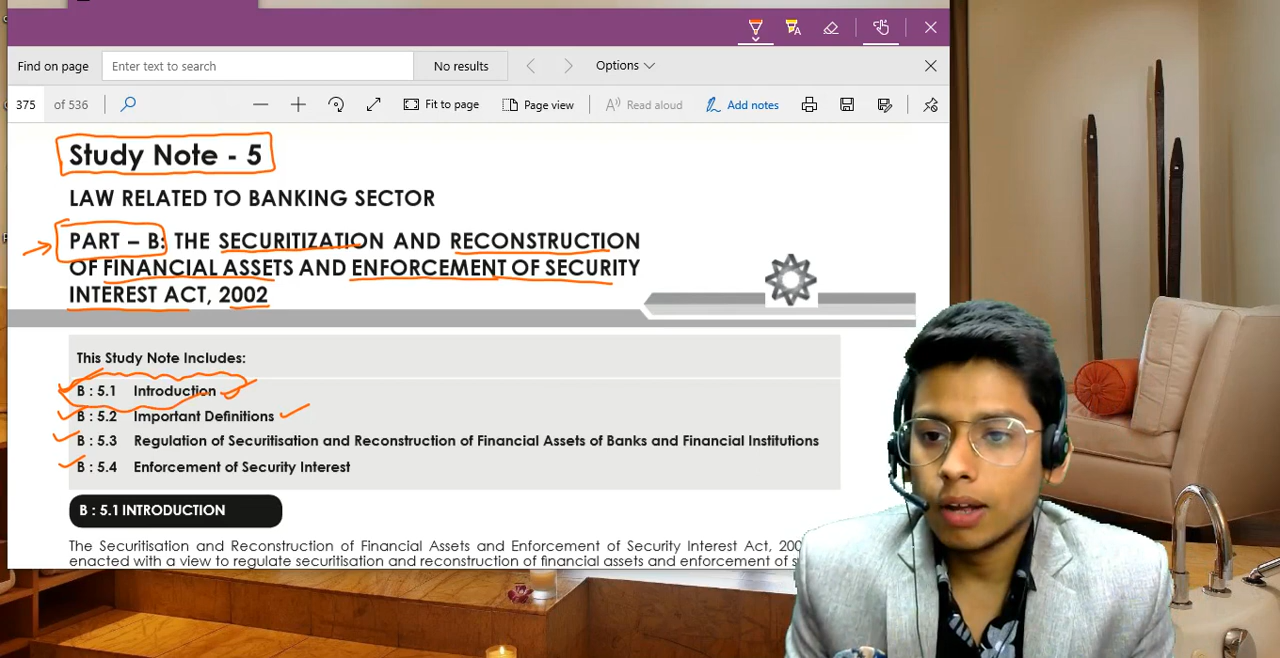 Find on page
Enter text to search
No results
Options
375 of 536
Fit to page
Page view
Read aloud
Add notes
Study Note - 5
LAW RELATED TO BANKING SECTOR
PART – B: THE SECURITIZATION AND RECONSTRUCTION
OF FINANCIAL ASSETS AND ENFORCEMENT OF SECURITY
INTEREST ACT, 2002
This Study Note Includes:
B : 5.1 Introduction
B : 5.2 Important Definitions
B : 5.3 Regulation of Securitisation and Reconstruction of Financial Assets of Banks and Financial Institutions
B : 5.4 Enforcement of Security Interest
B : 5.1 INTRODUCTION
The Securitisation and Reconstruction of Financial Assets and Enforcement of Security Interest Act,
enacted with a view to regulate securitisation and reconstruction of financial assets and enforcement of